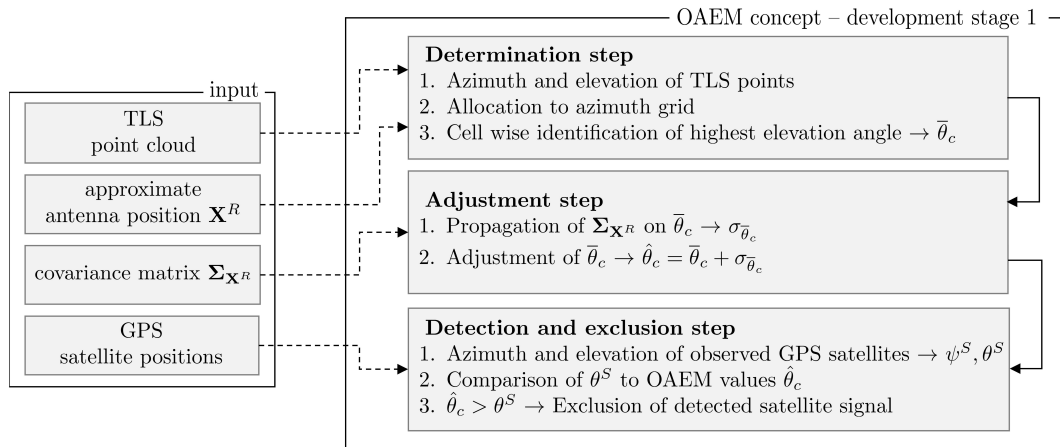 OAEM concept – development stage 1
input
TLS
point cloud
approximate
antenna position X^R
covariance matrix Σ_{X^R}
GPS
satellite positions
Determination step
1. Azimuth and elevation of TLS points
2. Allocation to azimuth grid
3. Cell wise identification of highest elevation angle → θ̅_c
Adjustment step
1. Propagation of Σ_{X^R} on θ̅_c → σ_{θ̅_c}
2. Adjustment of θ̅_c → θ̂_c = θ̅_c + σ_{θ̅_c}
Detection and exclusion step
1. Azimuth and elevation of observed GPS satellites → ψ^S, θ^S
2. Comparison of θ^S to OAEM values θ̂_c
3. θ̂_c > θ^S → Exclusion of detected satellite signal